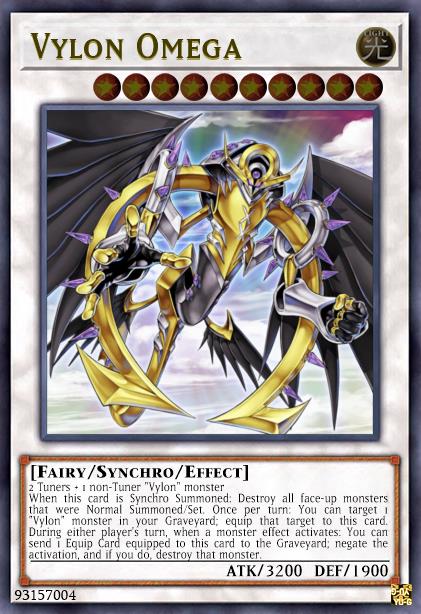 Vylon Omega
LIGHT
光
[Fairy/Synchro/Effect]
2 Tuners + 1 non-Tuner "Vylon" monster
When this card is Synchro Summoned: Destroy all face-up monsters
that were Normal Summoned/Set. Once per turn: You can target 1
"Vylon" monster in your Graveyard; equip that target to this card.
During either player's turn, when a monster effect activates: You can
send 1 Equip Card equipped to this card to the Graveyard; negate the
activation, and if you do, destroy that monster.
ATK/3200 DEF/1900
93157004